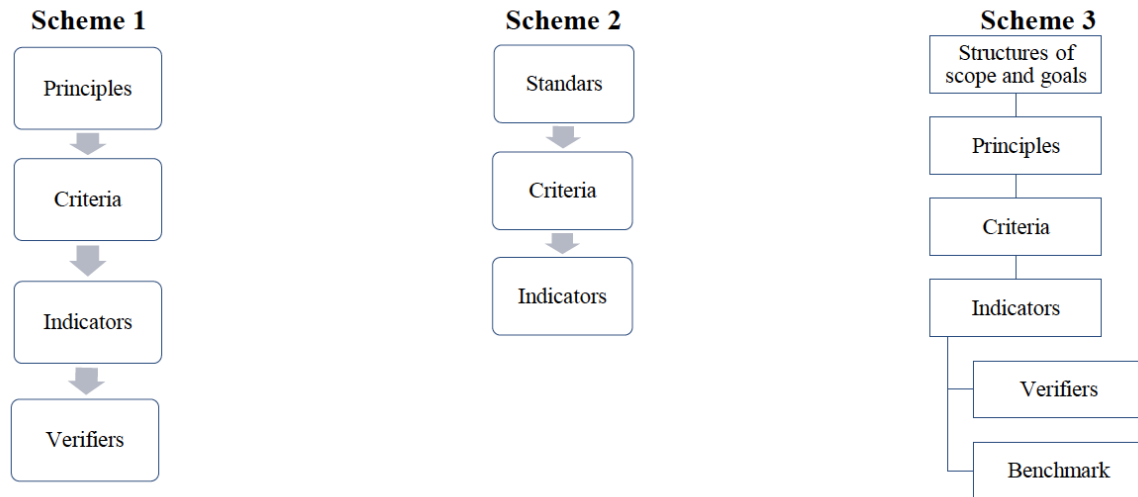 Scheme 1
Principles
Criteria
Indicators
Verifiers
Scheme 2
Standars
Criteria
Indicators
Scheme 3
Structures of
scope and goals
Principles
Criteria
Indicators
Verifiers
Benchmark